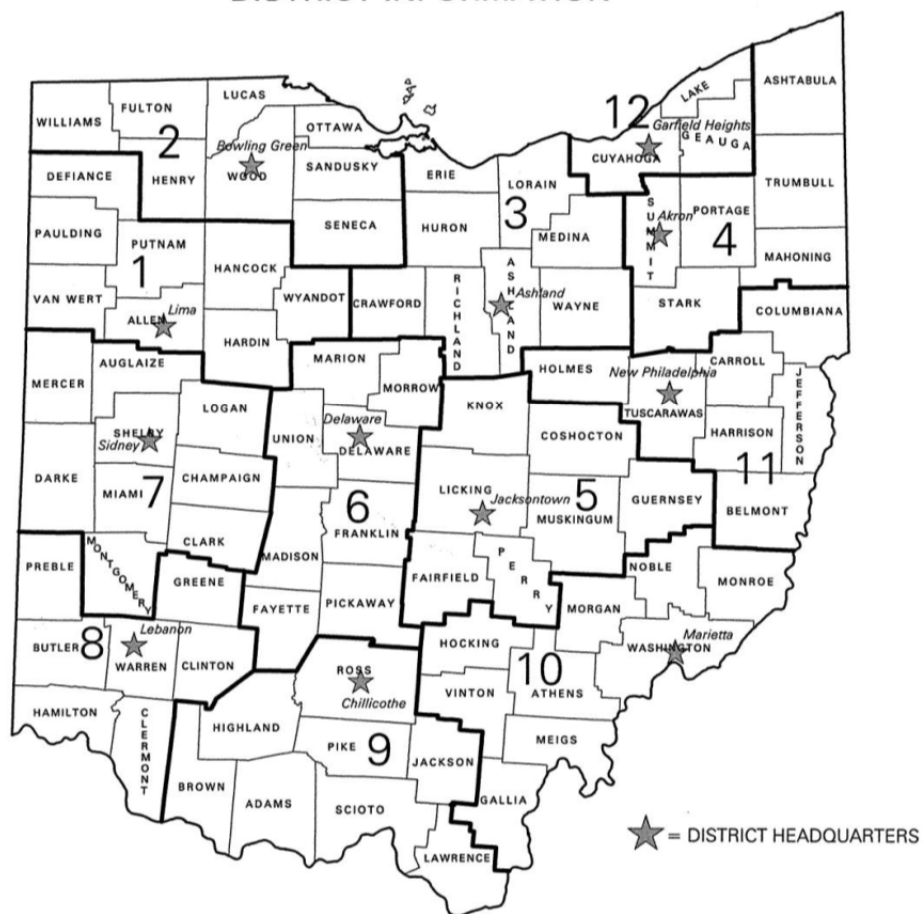 DISTRICT INFORMATION
ASHTABULA
LAKE
LUCAS
FULTON
WILLIAMS
12
Garfield Heights
GEAUGA
OTTAWA
2
Bowling Green
CUYAHOGA
WOOD
SANDUSKY
ERIE
DEFIANCE
HENRY
LORAIN
TRUMBULL
SUMMIT
PORTAGE
Akron
3
4
SENECA
HURON
MEDINA
PAULDING
PUTNAM
MAHONING
1
HANCOCK
ASHLAND
Ashland
RICHLAND
VAN WERT
WYANDOT
CRAWFORD
WAYNE
STARK
COLUMBIANA
Lima
ALLEN
HARDIN
MARION
AUGLAIZE
HOLMES
New Philadelphia
CARROLL
JEFFERSON
MERCER
MORROW
KNOX
LOGAN
TUSCARAWAS
Delaware
SHELBY
Sidney
UNION
DELAWARE
COSHOCTON
HARRISON
11
DARKE
MIAMI
7
CHAMPAIGN
LICKING
Jacksontown
5
GUERNSEY
BELMONT
6
MUSKINGUM
FRANKLIN
CLARK
MONTGOMERY
MADISON
PERRY
PREBLE
GREENE
FAIRFIELD
NOBLE
MONROE
FAYETTE
PICKAWAY
MORGAN
Lebanon
Marietta
BUTLER
8
WARREN
CLINTON
HOCKING
WASHINGTON
ROSS
10
Chillicothe
VINTON
ATHENS
HAMILTON
CLERMONT
HIGHLAND
PIKE
9
MEIGS
JACKSON
BROWN
ADAMS
SCIOTO
GALLIA
LAWRENCE
= DISTRICT HEADQUARTERS